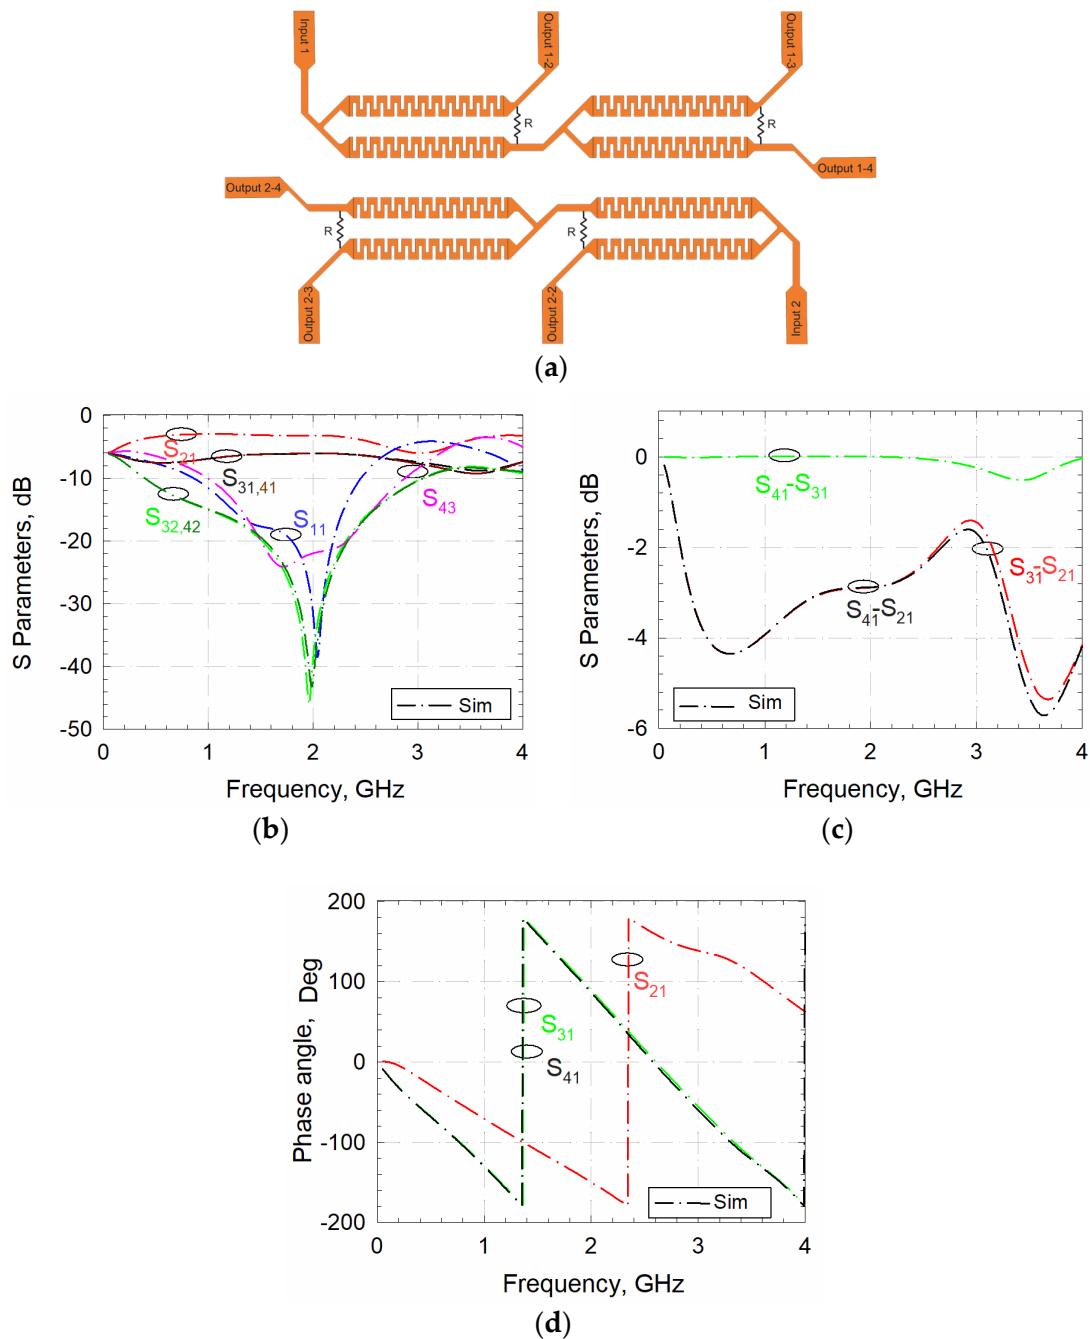 Input 1
Output 1-2
Output 1-3
R
R
Output 1-4
Output 2-4
R
R
Output 2-3
Output 2-2
Input 2
(a)
0
-10
-20
-30
-40
-50
S Parameters, dB
S21
S31,41
S43
S32,42
S11
Sim
0
1
2
3
4
Frequency, GHz
(b)
0
-2
-4
-6
S Parameters, dB
S41-S31
S31-S21
S41-S21
Sim
0
1
2
3
4
Frequency, GHz
(c)
200
100
0
-100
-200
Phase angle, Deg
S21
S31
S41
Sim
0
1
2
3
4
Frequency, GHz
(d)